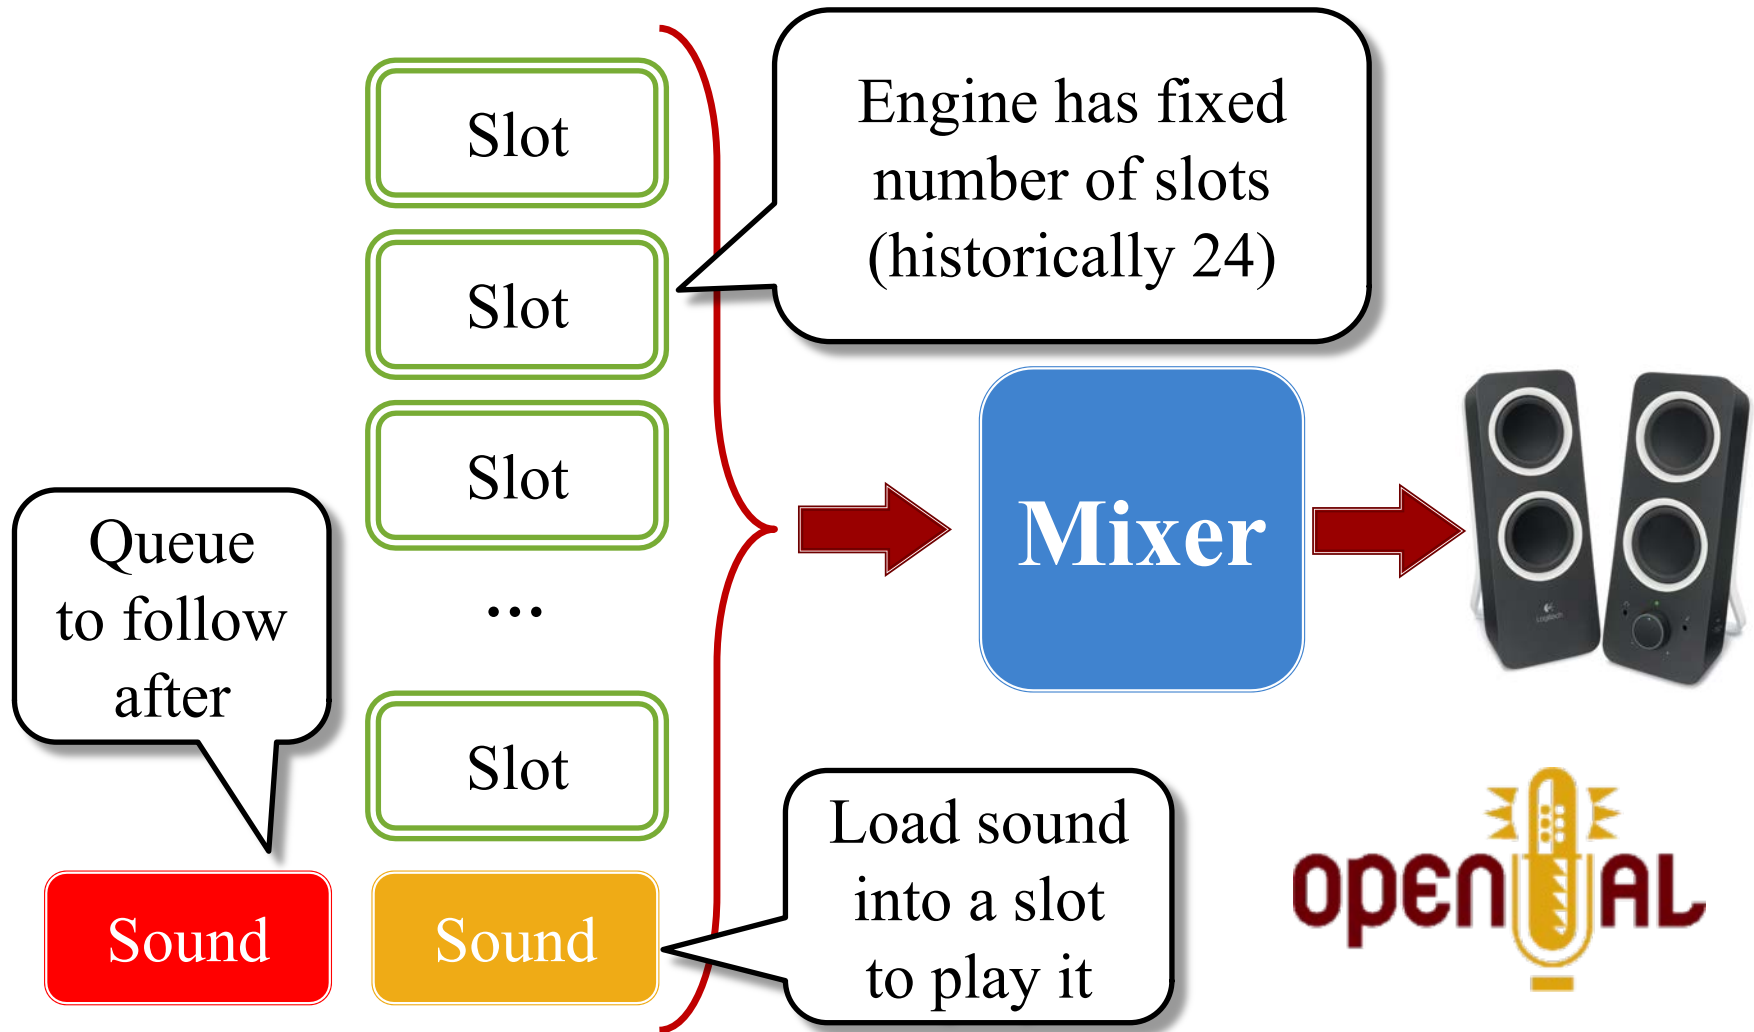 Slot
Engine has fixed
number of slots
(historically 24)
Slot
Slot
Queue
to follow
after
...
Mixer
Logitech
Slot
Load sound
into a slot
to play it
Sound
Sound
OPENAL